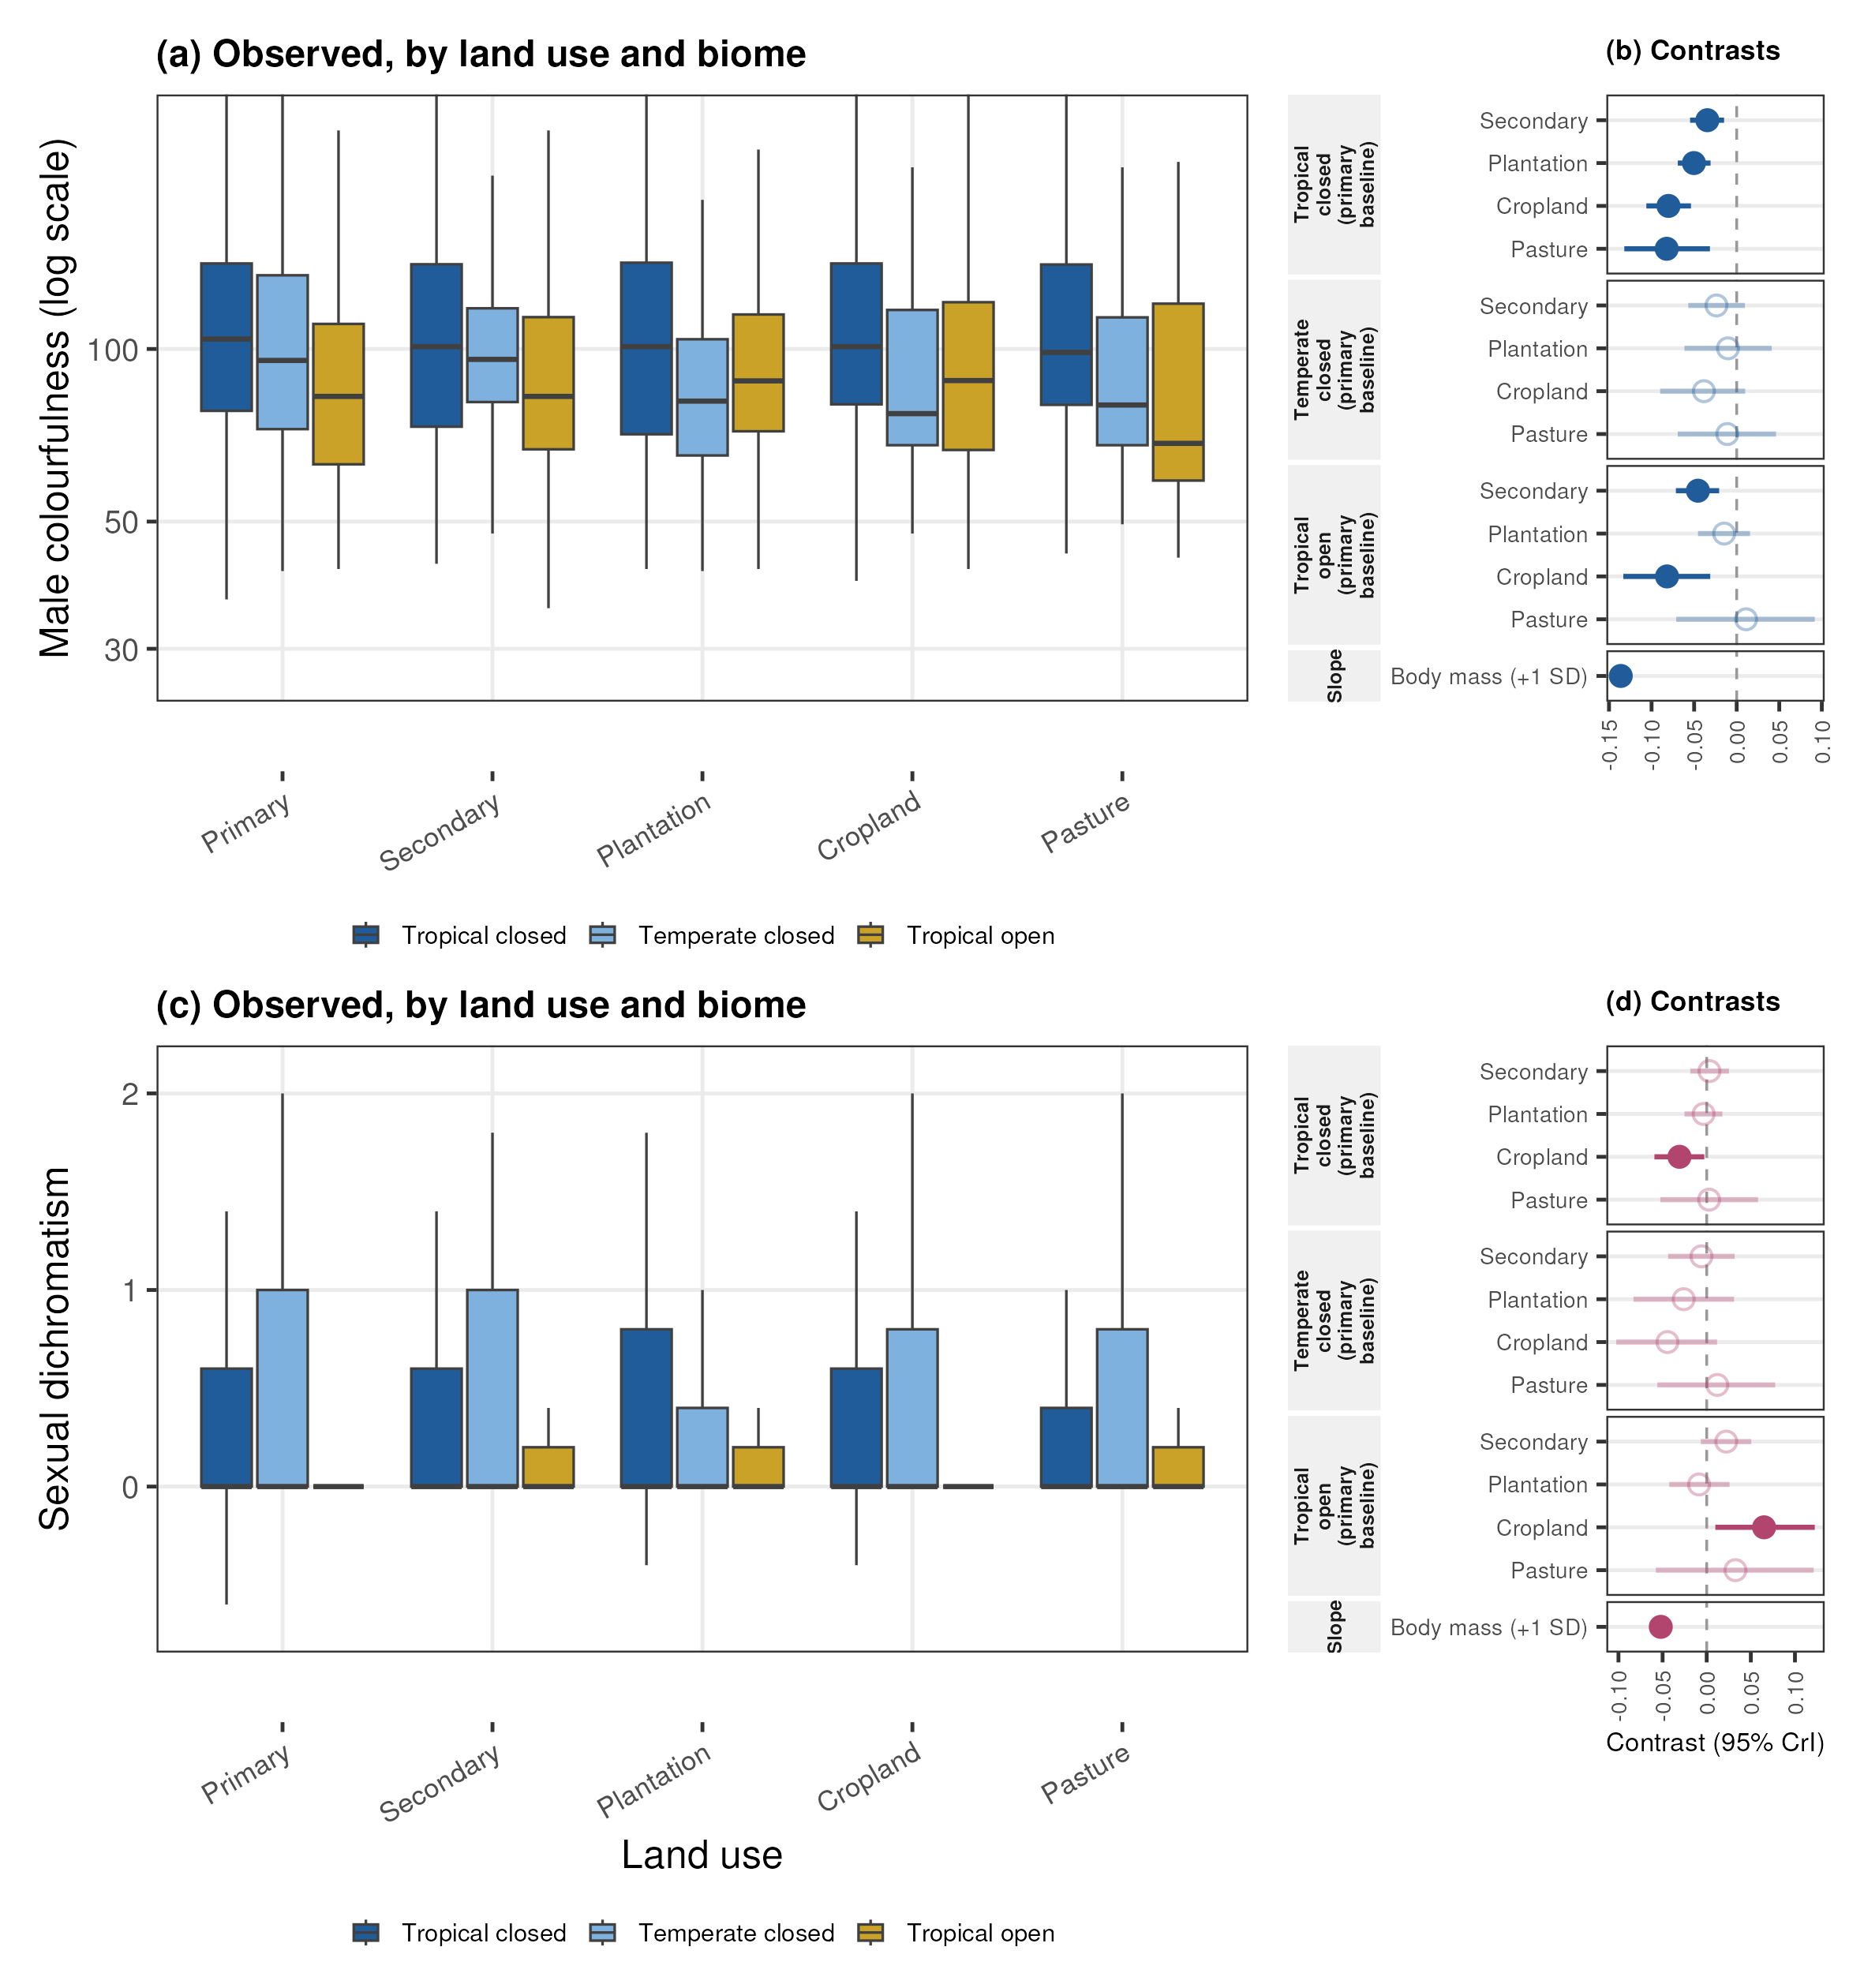 (a) Observed, by land use and biome
Male colourfulness (log scale)
100
50
30
Primary
Secondary
Plantation
Cropland
Pasture
Tropical closed
Temperate closed
Tropical open
(b) Contrasts
Tropical
closed
(primary
baseline)
Secondary
Plantation
Cropland
Pasture
Temperate
closed
(primary
baseline)
Secondary
Plantation
Cropland
Pasture
Tropical
open
(primary
baseline)
Secondary
Plantation
Cropland
Pasture
Slope
Body mass (+1 SD)
-0.15
-0.10
-0.05
0.00
0.05
0.10
(c) Observed, by land use and biome
Sexual dichromatism
2
1
0
Primary
Secondary
Plantation
Cropland
Pasture
Land use
Tropical closed
Temperate closed
Tropical open
(d) Contrasts
Tropical
closed
(primary
baseline)
Secondary
Plantation
Cropland
Pasture
Temperate
closed
(primary
baseline)
Secondary
Plantation
Cropland
Pasture
Tropical
open
(primary
baseline)
Secondary
Plantation
Cropland
Pasture
Slope
Body mass (+1 SD)
-0.10
-0.05
0.00
0.05
0.10
Contrast (95% CrI)